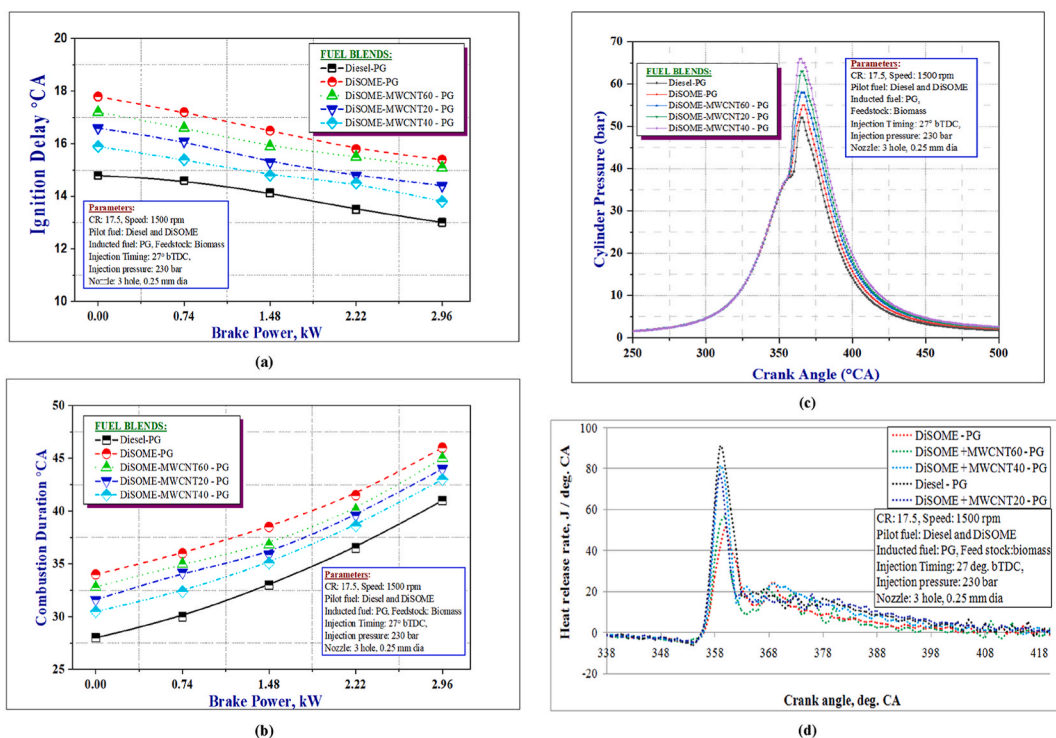 20
18
16
14
12
10
Ignition Delay °CA
FUEL BLENDS:
Diesel-PG
DiSOME-PG
DiSOME-MWCNT60 - PG
DiSOME-MWCNT20 - PG
DiSOME-MWCNT40 - PG
Parameters:
CR: 17.5, Speed: 1500 rpm
Pilot fuel: Diesel and DiSOME
Inducted fuel: PG, Feedstock: Biomass
Injection Timing: 27° bTDC,
Injection pressure: 230 bar
Nozzle: 3 hole, 0.25 mm dia
0.00 0.74 1.48 2.22 2.96
Brake Power, kW
(a)
50
45
40
35
30
25
Combustion Duration °CA
FUEL BLENDS:
Diesel-PG
DiSOME-PG
DiSOME-MWCNT60 - PG
DiSOME-MWCNT20 - PG
DiSOME-MWCNT40 - PG
Parameters:
CR: 17.5, Speed: 1500 rpm
Pilot fuel: Diesel and DiSOME
Inducted fuel: PG, Feedstock: Biomass
Injection Timing: 27° bTDC,
Injection pressure: 230 bar
Nozzle: 3 hole, 0.25 mm dia
0.00 0.74 1.48 2.22 2.96
Brake Power, kW
(b)
70
65
60
55
50
45
40
35
30
25
20
15
10
5
0
Cylinder Pressure (bar)
FUEL BLENDS:
Diesel-PG
DiSOME-PG
DiSOME-MWCNT60 - PG
DiSOME-MWCNT20 - PG
DiSOME-MWCNT40 - PG
Parameters:
CR: 17.5, Speed: 1500 rpm
Pilot fuel: Diesel and DiSOME
Inducted fuel: PG,
Feedstock: Biomass
Injection Timing: 27° bTDC,
Injection pressure: 230 bar
Nozzle: 3 hole, 0.25 mm dia
250 300 350 400 450 500
Crank Angle (°CA)
(c)
100
80
60
40
20
0
-20
Heat release rate, J / deg. CA
DiSOME - PG
DiSOME +MWCNT60 - PG
DiSOME +MWCNT40 - PG
Diesel - PG
DiSOME +MWCNT20 - PG
CR: 17.5, Speed: 1500 rpm
Pilot fuel: Diesel and DiSOME
Inducted fuel: PG, Feed stock:biomass
Injection Timing: 27 deg. bTDC,
Injection pressure: 230 bar
Nozzle: 3 hole, 0.25 mm dia
338 348 358 368 378 388 398 408 418
Crank angle, deg. CA
(d)